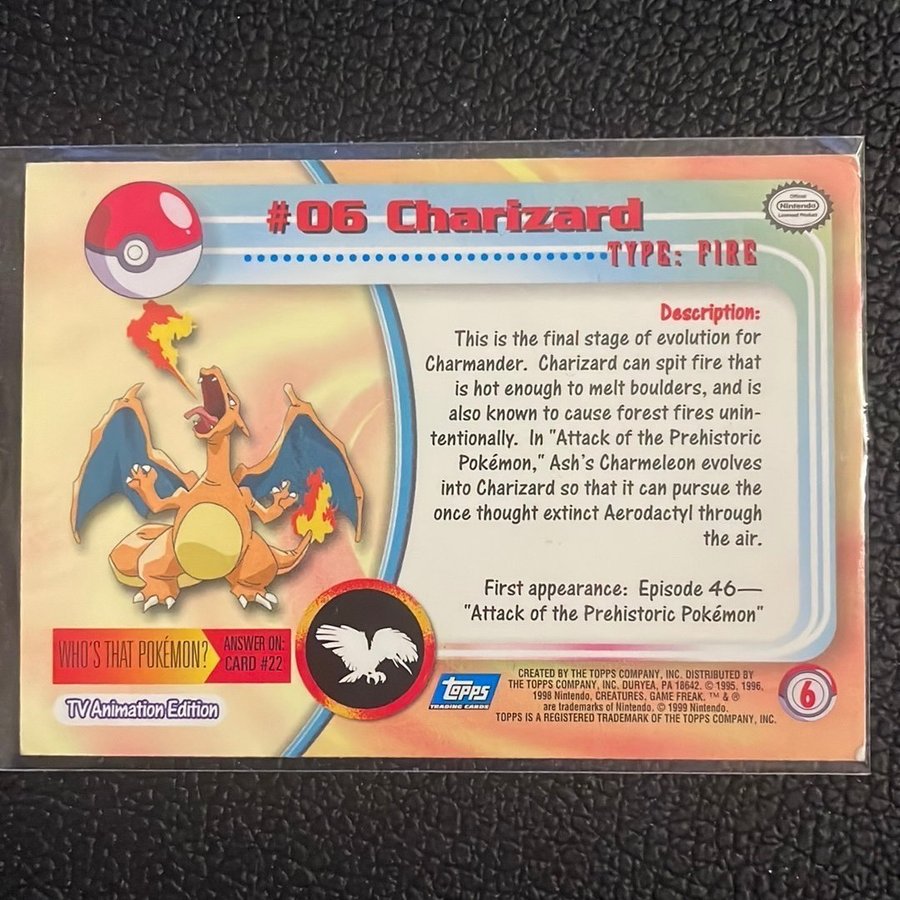 #06 Charizard
Official
Nintendo
Licensed Product
TYPE: FIRE
Description:
This is the final stage of evolution for
Charmander. Charizard can spit fire that
is hot enough to melt boulders, and is
also known to cause forest fires unin-
tentionally. In "Attack of the Prehistoric
Pokémon," Ash's Charmeleon evolves
into Charizard so that it can pursue the
once thought extinct Aerodactyl through
the air.
First appearance: Episode 46—
"Attack of the Prehistoric Pokémon"
WHO'S THAT POKÉMON?
ANSWER ON:
CARD #22
TV Animation Edition
topps
TRADING CARDS
CREATED BY THE TOPPS COMPANY, INC. DISTRIBUTED BY
THE TOPPS COMPANY, INC. DURYEA, PA 18642. © 1995, 1996,
1998 Nintendo, CREATURES, GAME FREAK. ™ & ®
are trademarks of Nintendo. © 1999 Nintendo.
TOPPS IS A REGISTERED TRADEMARK OF THE TOPPS COMPANY, INC.
6